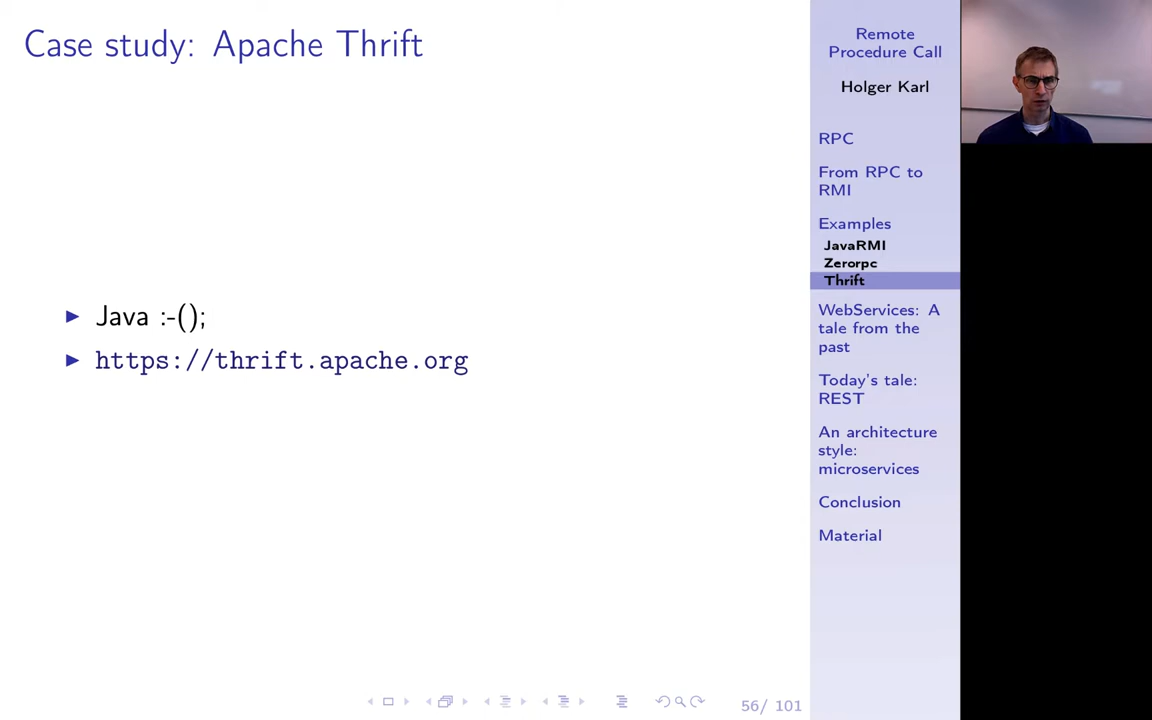 Case study: Apache Thrift
Java :-();
https://thrift.apache.org
Remote
Procedure Call
Holger Karl
RPC
From RPC to
RMI
Examples
JavaRMI
Zerorpc
Thrift
WebServices: A
tale from the
past
Today's tale:
REST
An architecture
style:
microservices
Conclusion
Material
56/ 101